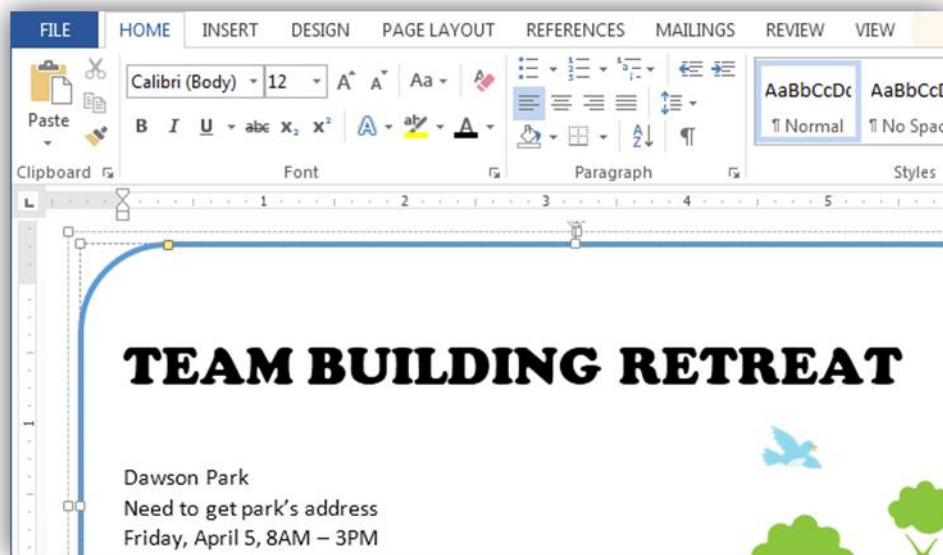 FILE HOME INSERT DESIGN PAGE LAYOUT REFERENCES MAILINGS REVIEW VIEW
Calibri (Body) 12 A A Aa
AaBbCcDc AaBbCcD
Paste
B I U abc X₂ X² A aby A
A Z ¶
¶ Normal ¶ No Spac
Clipboard Font Paragraph Styles
L 1 2 3 4 5
TEAM BUILDING RETREAT
1
Dawson Park
Need to get park's address
Friday, April 5, 8AM – 3PM